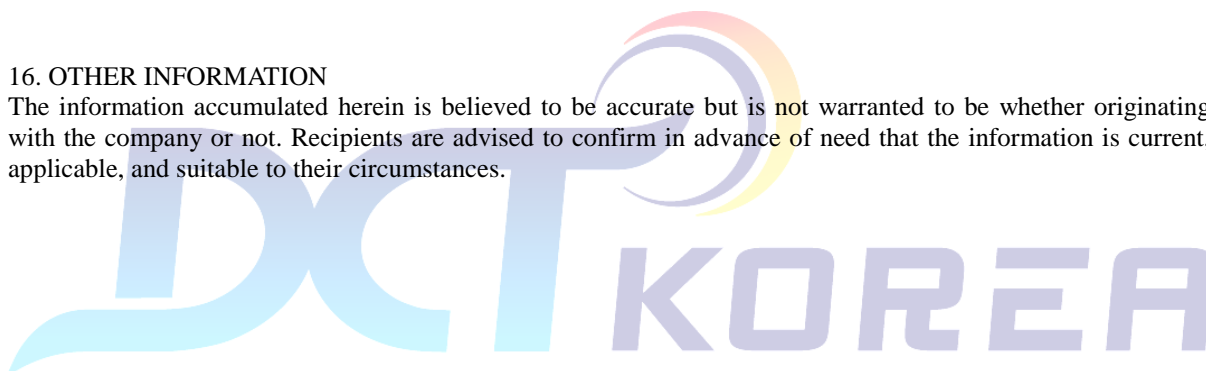 16. OTHER INFORMATION
The information accumulated herein is believed to be accurate but is not warranted to be whether originating
with the company or not. Recipients are advised to confirm in advance of need that the information is current,
applicable, and suitable to their circumstances.
DCT KOREA